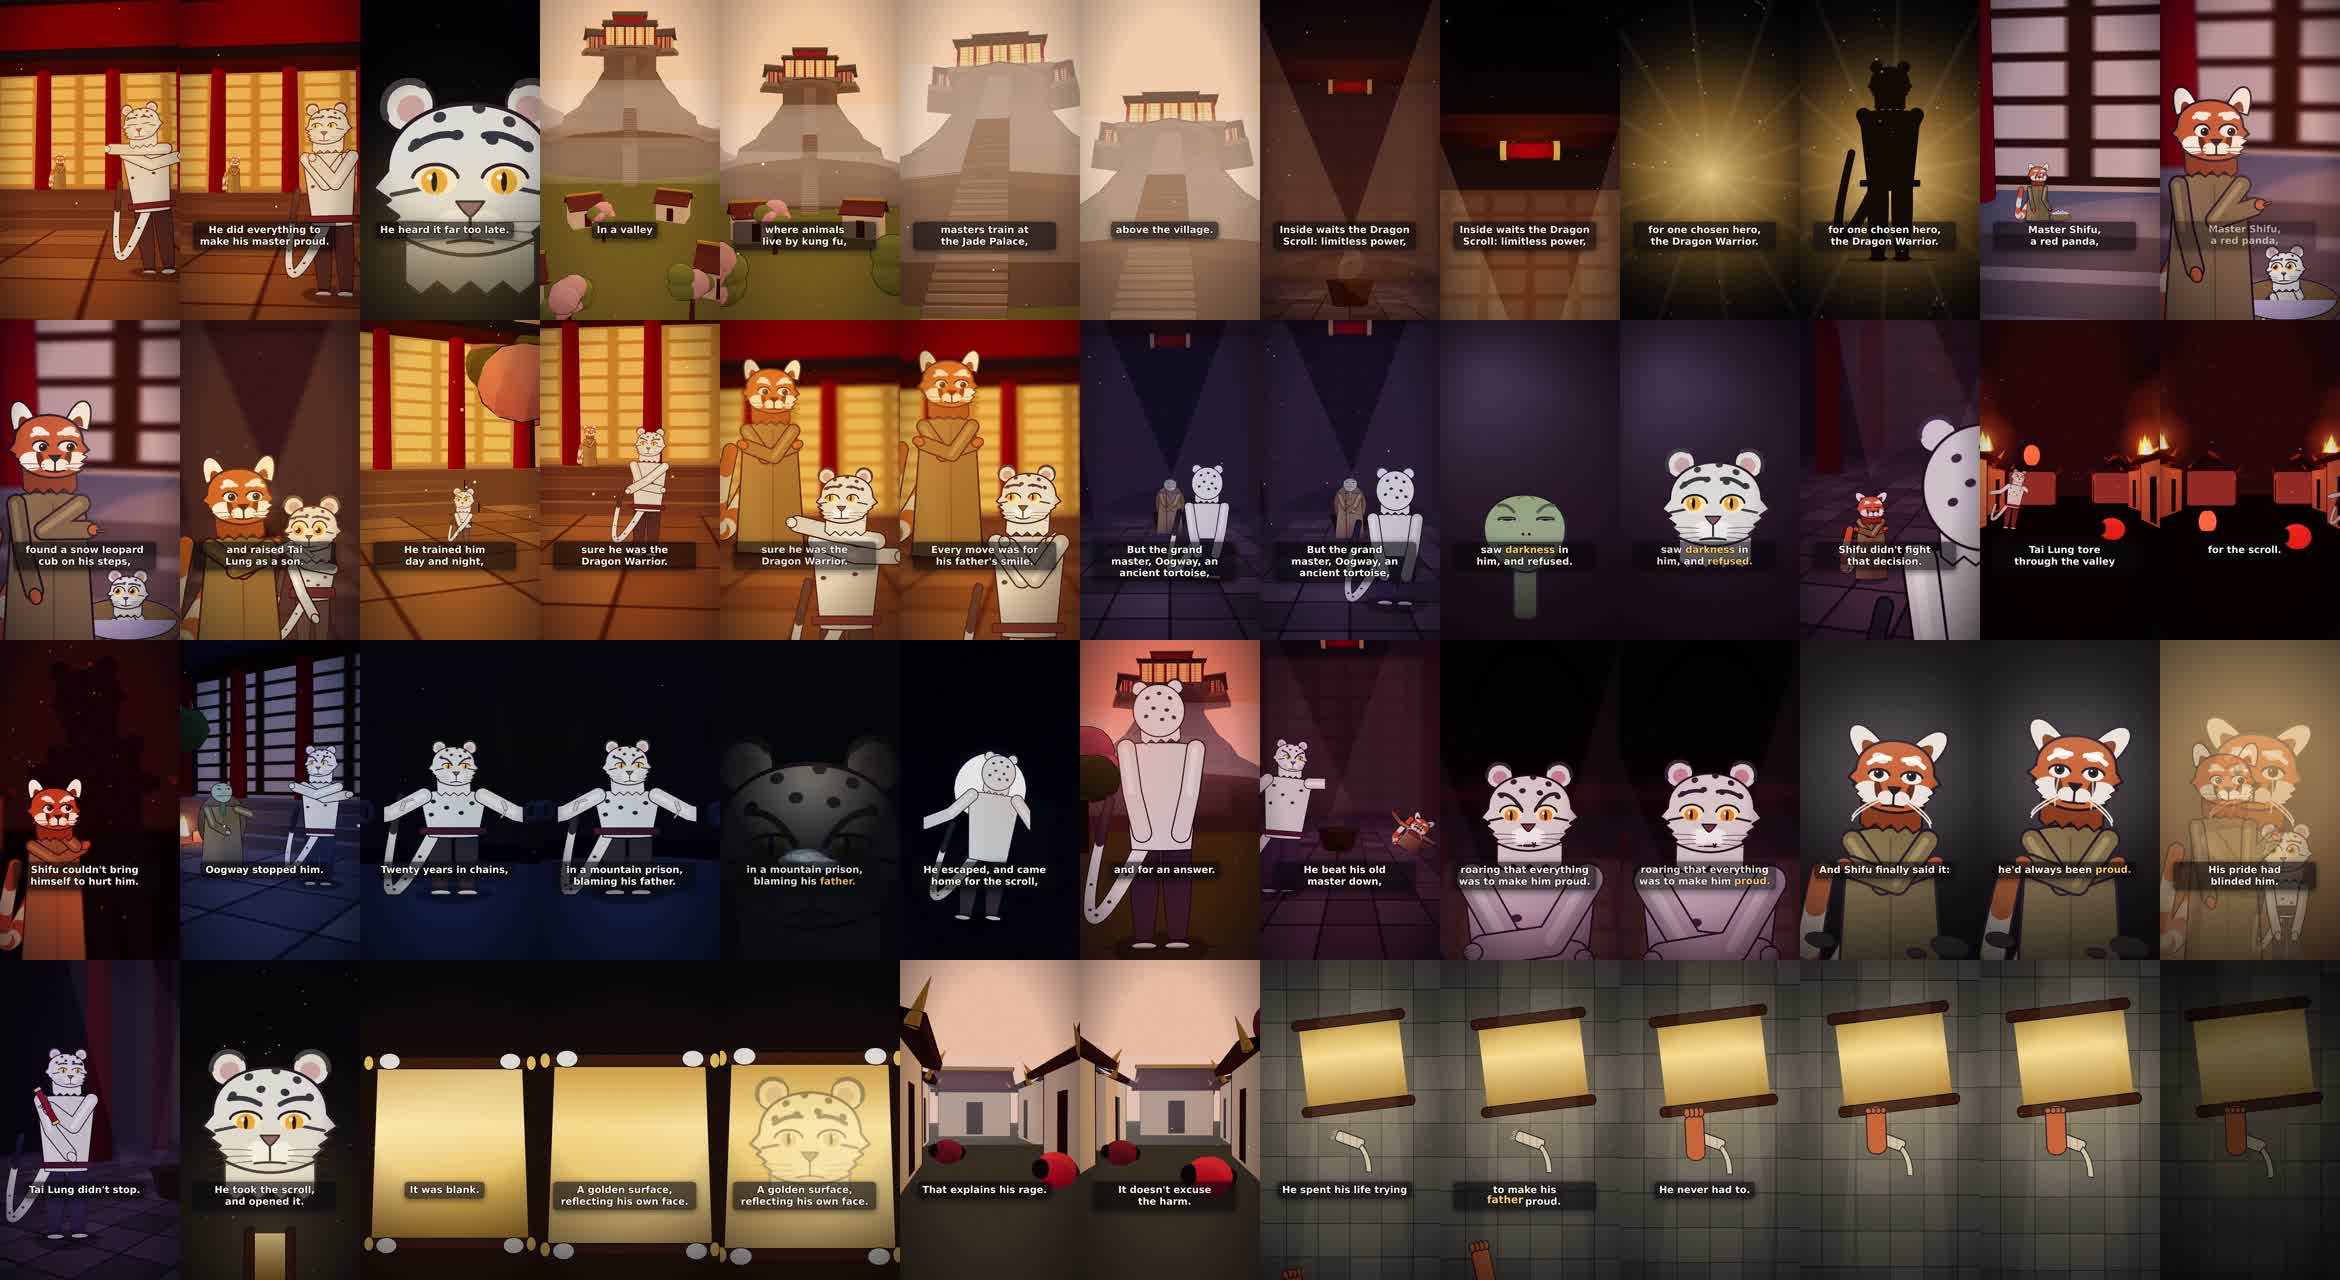 He did everything to
make his master proud.
He heard it far too late.
In a valley
where animals
live by kung fu,
masters train at
the Jade Palace,
above the village.
Inside waits the Dragon
Scroll: limitless power,
Inside waits the Dragon
Scroll: limitless power,
for one chosen hero,
the Dragon Warrior.
for one chosen hero,
the Dragon Warrior.
Master Shifu,
a red panda,
Master Shifu,
a red panda,
found a snow leopard
cub on his steps,
and raised Tai
Lung as a son.
He trained him
day and night,
sure he was the
Dragon Warrior.
sure he was the
Dragon Warrior.
Every move was for
his father's smile.
But the grand
master, Oogway, an
ancient tortoise,
But the grand
master, Oogway, an
ancient tortoise,
saw darkness in
him, and refused.
saw darkness in
him, and refused.
Shifu didn't fight
that decision.
Tai Lung tore
through the valley
for the scroll.
Shifu couldn't bring
himself to hurt him.
Oogway stopped him.
Twenty years in chains,
in a mountain prison,
blaming his father.
in a mountain prison,
blaming his father.
He escaped, and came
home for the scroll,
and for an answer.
He beat his old
master down,
roaring that everything
was to make him proud.
roaring that everything
was to make him proud.
And Shifu finally said it:
he'd always been proud.
His pride had
blinded him.
Tai Lung didn't stop.
He took the scroll,
and opened it.
It was blank.
A golden surface,
reflecting his own face.
A golden surface,
reflecting his own face.
That explains his rage.
It doesn't excuse
the harm.
He spent his life trying
to make his
father proud.
He never had to.